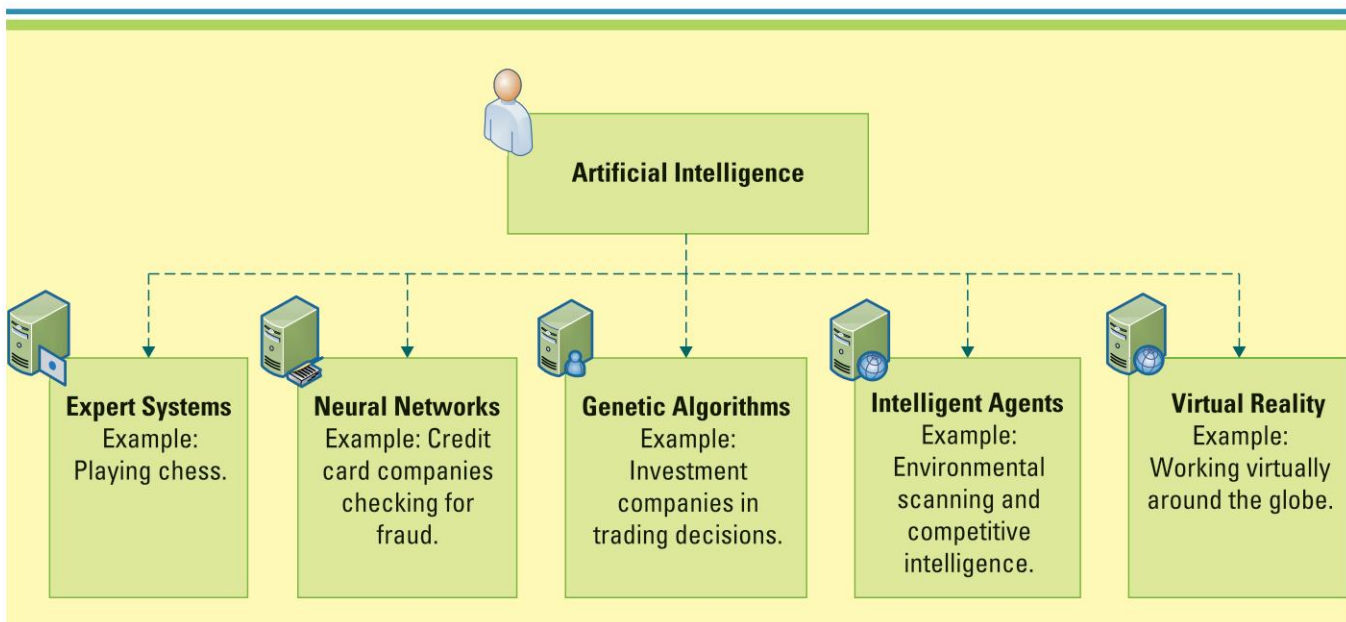 Artificial Intelligence
Expert Systems
Example:
Playing chess.
Neural Networks
Example: Credit
card companies
checking for
fraud.
Genetic Algorithms
Example:
Investment
companies in
trading decisions.
Intelligent Agents
Example:
Environmental
scanning and
competitive
intelligence.
Virtual Reality
Example:
Working virtually
around the globe.